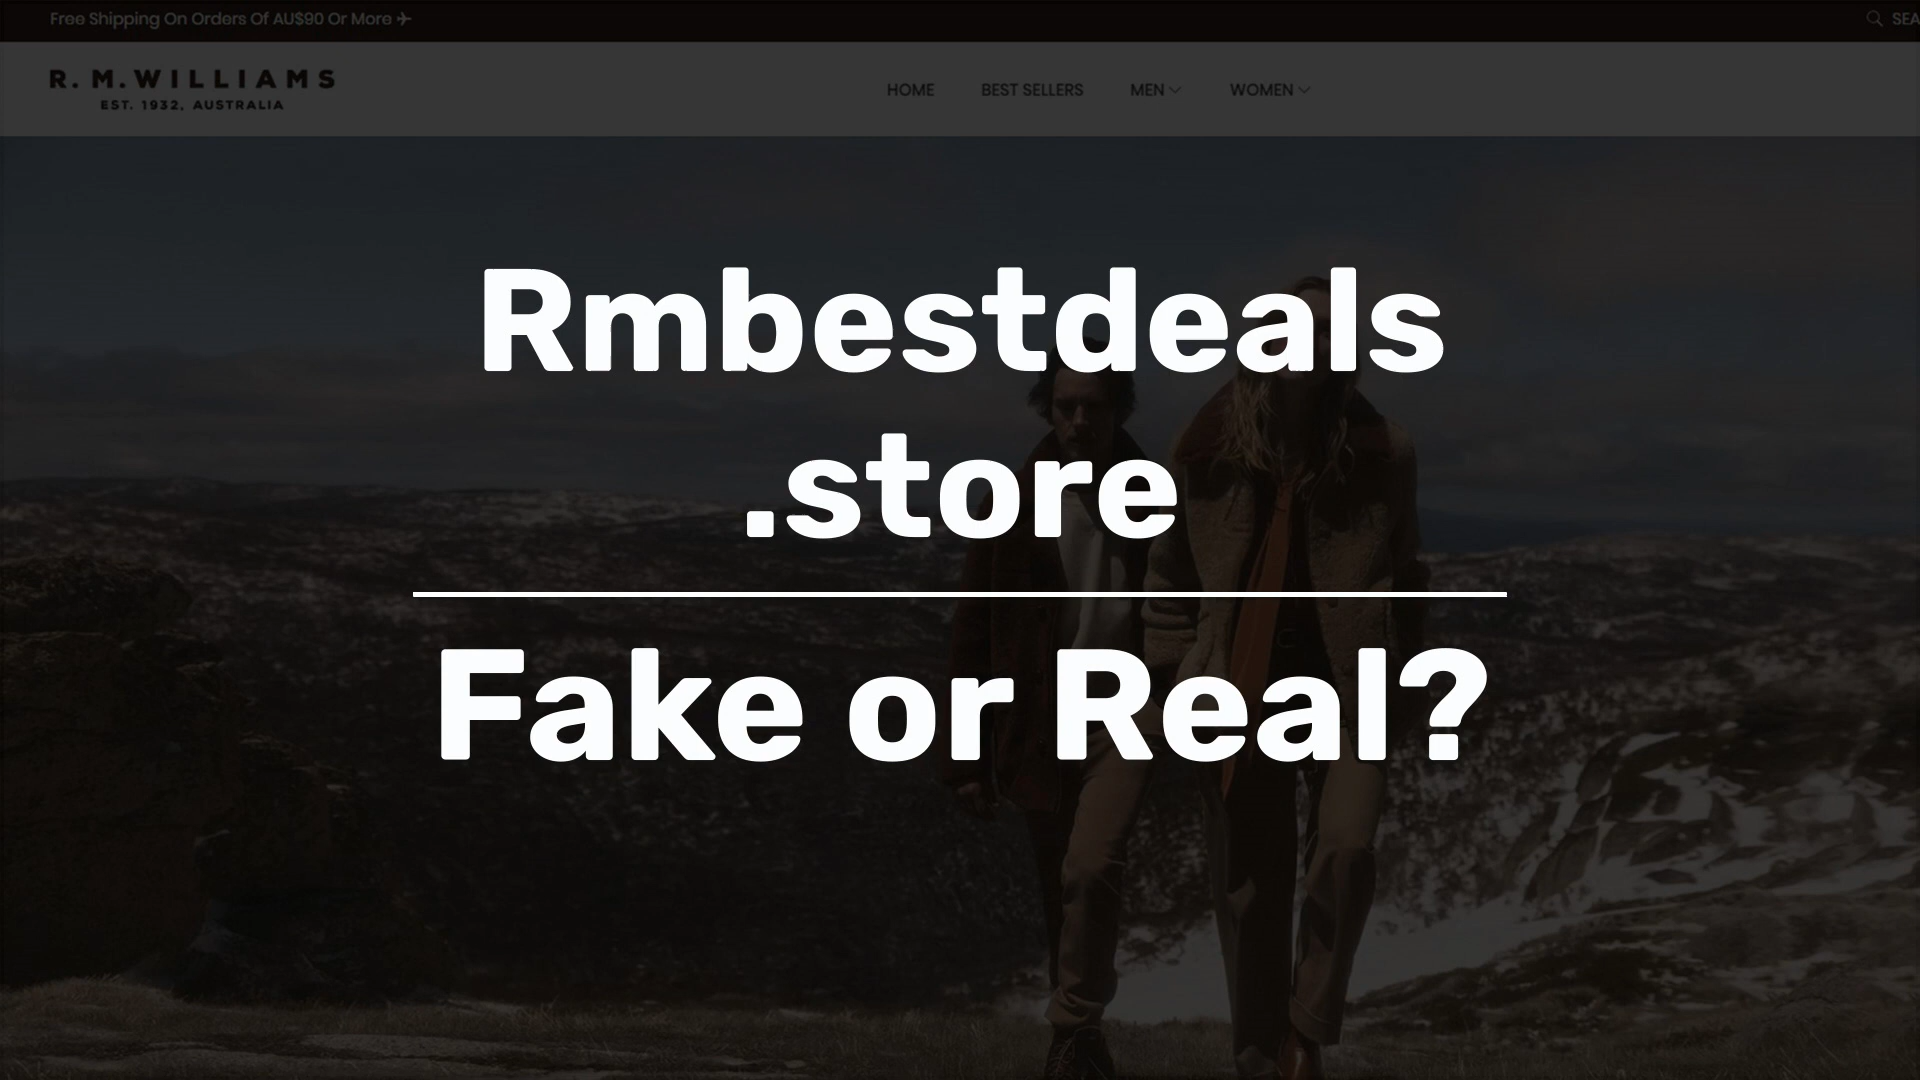 Free Shipping On Orders Of AU$90 Or More ✈
SEA
R.M.WILLIAMS
EST. 1932, AUSTRALIA
HOME BEST SELLERS MEN WOMEN
Rmbestdeals
.store
Fake or Real?